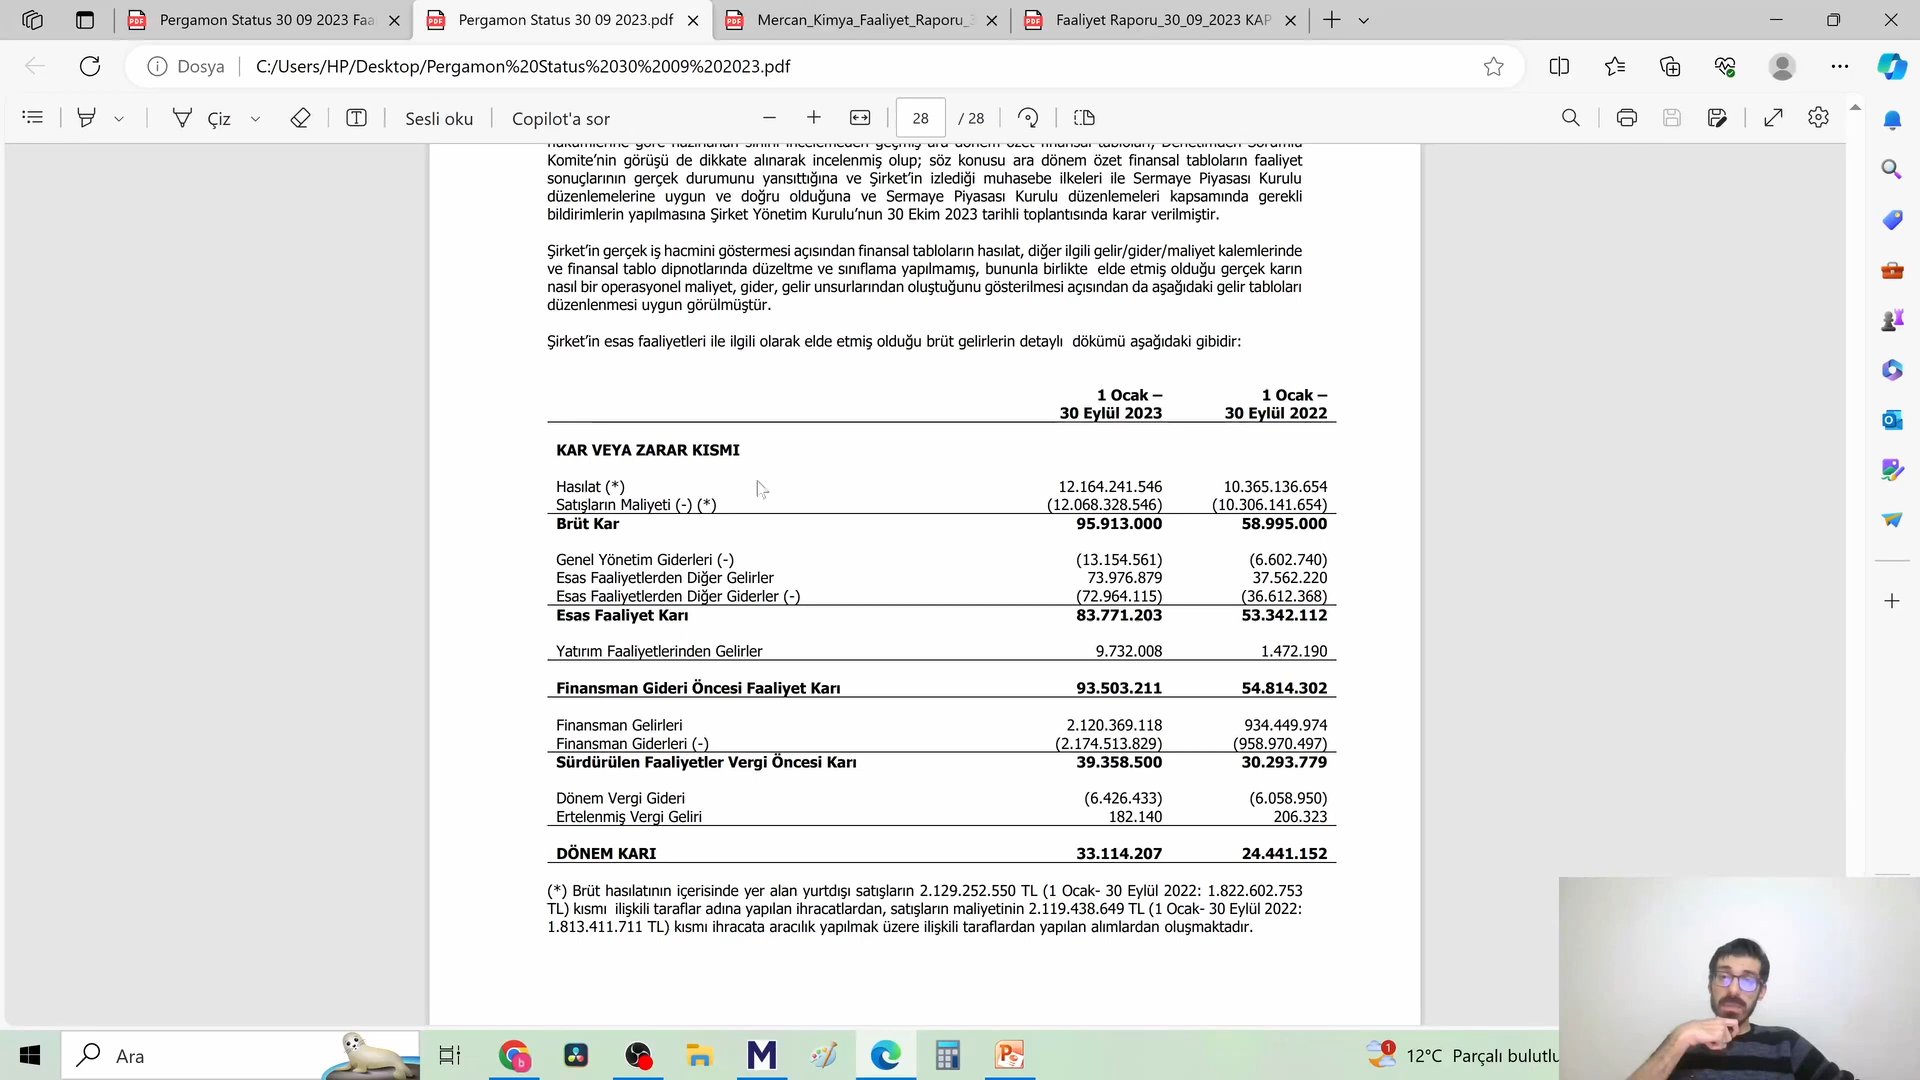 Pergamon Status 30 09 2023 Faa
Pergamon Status 30 09 2023.pdf
Mercan_Kimya_Faaliyet_Raporu_3
Faaliyet Raporu_30_09_2023 KAP
Dosya
C:/Users/HP/Desktop/Pergamon%20Status%2030%2009%202023.pdf
Çiz
Sesli oku
Copilot'a sor
28 / 28
hükümlerine göre hazırlanan sınırlı incelemeden geçmiş ara dönem özet finansal tabloları, Denetimden Sorumlu
Komite'nin görüşü de dikkate alınarak incelenmiş olup; söz konusu ara dönem özet finansal tabloların faaliyet
sonuçlarının gerçek durumunu yansıttığına ve Şirket'in izlediği muhasebe ilkeleri ile Sermaye Piyasası Kurulu
düzenlemelerine uygun ve doğru olduğuna ve Sermaye Piyasası Kurulu düzenlemeleri kapsamında gerekli
bildirimlerin yapılmasına Şirket Yönetim Kurulu'nun 30 Ekim 2023 tarihli toplantısında karar verilmiştir.
Şirket'in gerçek iş hacmini göstermesi açısından finansal tabloların hasılat, diğer ilgili gelir/gider/maliyet kalemlerinde
ve finansal tablo dipnotlarında düzeltme ve sınıflama yapılmamış, bununla birlikte elde etmiş olduğu gerçek karın
nasıl bir operasyonel maliyet, gider, gelir unsurlarından oluştuğunu gösterilmesi açısından da aşağıdaki gelir tabloları
düzenlenmesi uygun görülmüştür.
Şirket'in esas faaliyetleri ile ilgili olarak elde etmiş olduğu brüt gelirlerin detaylı dökümü aşağıdaki gibidir:
1 Ocak – 1 Ocak –
30 Eylül 2023 30 Eylül 2022
KAR VEYA ZARAR KISMI
Hasılat (*) 12.164.241.546 10.365.136.654
Satışların Maliyeti (-) (*) (12.068.328.546) (10.306.141.654)
Brüt Kar 95.913.000 58.995.000
Genel Yönetim Giderleri (-) (13.154.561) (6.602.740)
Esas Faaliyetlerden Diğer Gelirler 73.976.879 37.562.220
Esas Faaliyetlerden Diğer Giderler (-) (72.964.115) (36.612.368)
Esas Faaliyet Karı 83.771.203 53.342.112
Yatırım Faaliyetlerinden Gelirler 9.732.008 1.472.190
Finansman Gideri Öncesi Faaliyet Karı 93.503.211 54.814.302
Finansman Gelirleri 2.120.369.118 934.449.974
Finansman Giderleri (-) (2.174.513.829) (958.970.497)
Sürdürülen Faaliyetler Vergi Öncesi Karı 39.358.500 30.293.779
Dönem Vergi Gideri (6.426.433) (6.058.950)
Ertelenmiş Vergi Geliri 182.140 206.323
DÖNEM KARI 33.114.207 24.441.152
(*) Brüt hasılatının içerisinde yer alan yurtdışı satışların 2.129.252.550 TL (1 Ocak- 30 Eylül 2022: 1.822.602.753
TL) kısmı ilişkili taraflar adına yapılan ihracatlardan, satışların maliyetinin 2.119.438.649 TL (1 Ocak- 30 Eylül 2022:
1.813.411.711 TL) kısmı ihracata aracılık yapılmak üzere ilişkili taraflardan yapılan alımlardan oluşmaktadır.
Ara
1
12°C Parçalı bulutlu